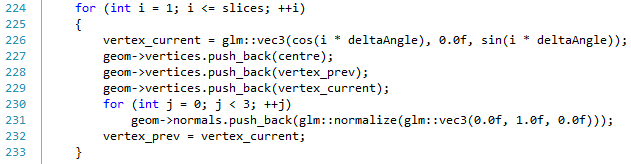 224 for (int i = 1; i <= slices; ++i)
225 {
226 vertex_current = glm::vec3(cos(i * deltaAngle), 0.0f, sin(i * deltaAngle));
227 geom->vertices.push_back(centre);
228 geom->vertices.push_back(vertex_prev);
229 geom->vertices.push_back(vertex_current);
230 for (int j = 0; j < 3; ++j)
231 geom->normals.push_back(glm::normalize(glm::vec3(0.0f, 1.0f, 0.0f)));
232 vertex_prev = vertex_current;
233 }